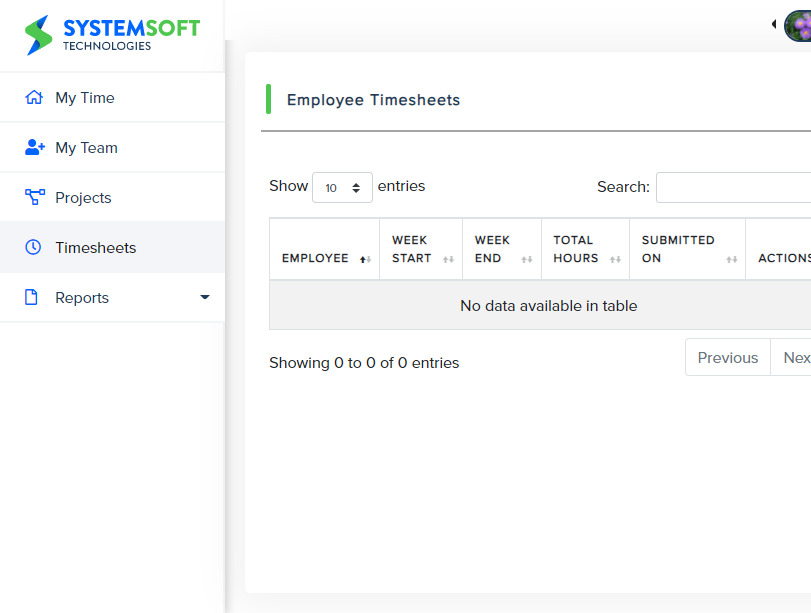 SYSTEMSOFT
TECHNOLOGIES
My Time
My Team
Projects
Timesheets
Reports
Employee Timesheets
Show 10 entries
Search:
EMPLOYEE
WEEK START
WEEK END
TOTAL HOURS
SUBMITTED ON
ACTIONS
No data available in table
Showing 0 to 0 of 0 entries
Previous
Nex